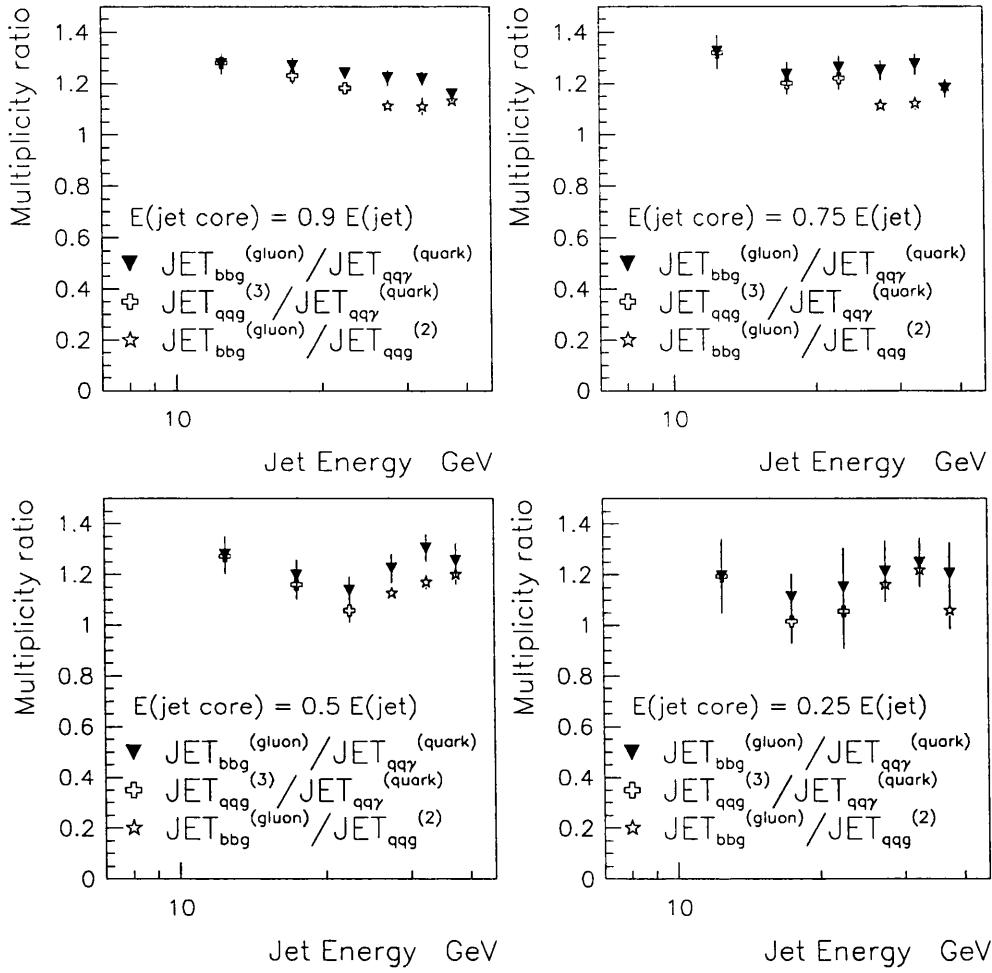 Multiplicity ratio
1.4
1.2
1
0.8
0.6
0.4
0.2
0
E(jet core) = 0.9 E(jet)
▼ JET_bbg^(gluon)/JET_qqγ^(quark)
✚ JET_qqg^(3)/JET_qqγ^(quark)
☆ JET_bbg^(gluon)/JET_qqg^(2)
10
Jet Energy GeV
Multiplicity ratio
1.4
1.2
1
0.8
0.6
0.4
0.2
0
E(jet core) = 0.75 E(jet)
▼ JET_bbg^(gluon)/JET_qqγ^(quark)
✚ JET_qqg^(3)/JET_qqγ^(quark)
☆ JET_bbg^(gluon)/JET_qqg^(2)
10
Jet Energy GeV
Multiplicity ratio
1.4
1.2
1
0.8
0.6
0.4
0.2
0
E(jet core) = 0.5 E(jet)
▼ JET_bbg^(gluon)/JET_qqγ^(quark)
✚ JET_qqg^(3)/JET_qqγ^(quark)
☆ JET_bbg^(gluon)/JET_qqg^(2)
10
Jet Energy GeV
Multiplicity ratio
1.4
1.2
1
0.8
0.6
0.4
0.2
0
E(jet core) = 0.25 E(jet)
▼ JET_bbg^(gluon)/JET_qqγ^(quark)
✚ JET_qqg^(3)/JET_qqγ^(quark)
☆ JET_bbg^(gluon)/JET_qqg^(2)
10
Jet Energy GeV